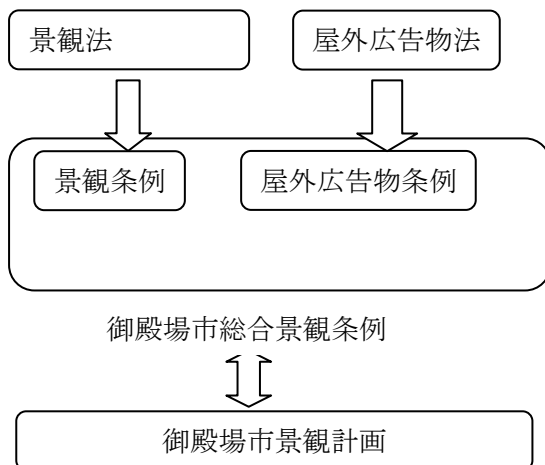 景観法
屋外広告物法
景観条例
屋外広告物条例
御殿場市総合景観条例
御殿場市景観計画